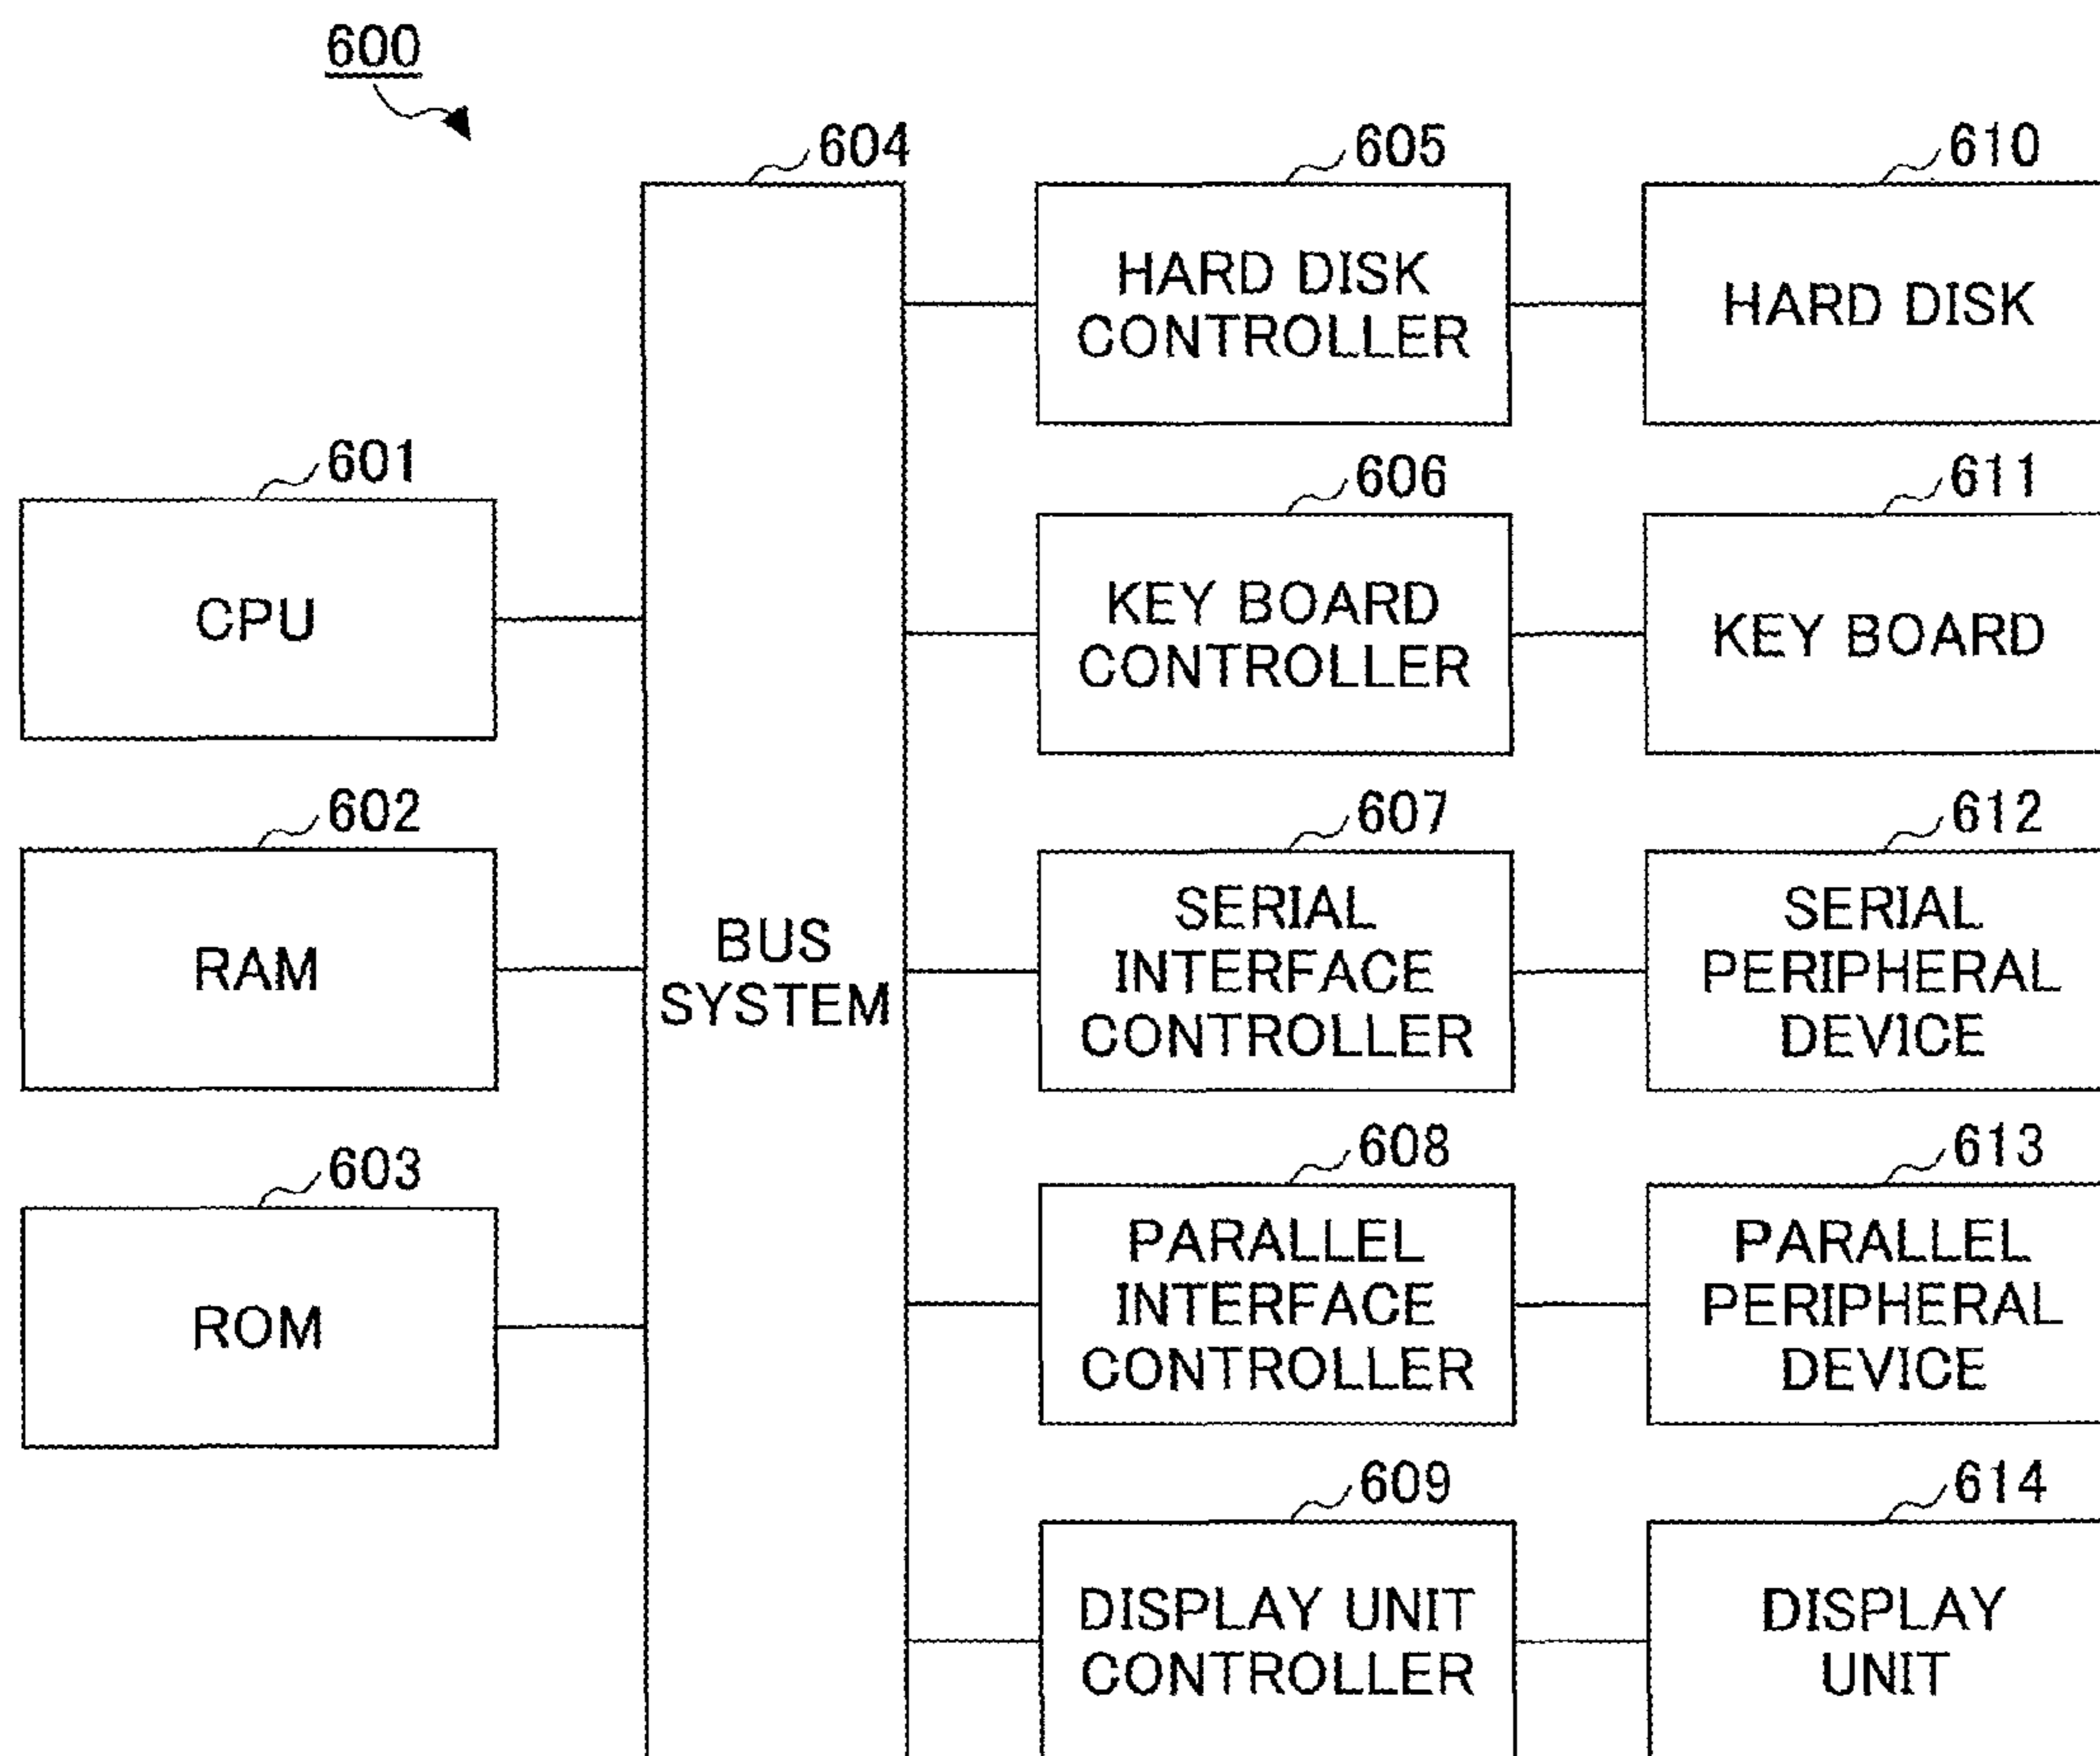 600
604
605
610
HARD DISK
CONTROLLER
HARD DISK
601
606
611
CPU
KEY BOARD
CONTROLLER
KEY BOARD
602
607
612
RAM
BUS
SYSTEM
SERIAL
INTERFACE
CONTROLLER
SERIAL
PERIPHERAL
DEVICE
603
608
613
ROM
PARALLEL
INTERFACE
CONTROLLER
PARALLEL
PERIPHERAL
DEVICE
609
614
DISPLAY UNIT
CONTROLLER
DISPLAY
UNIT